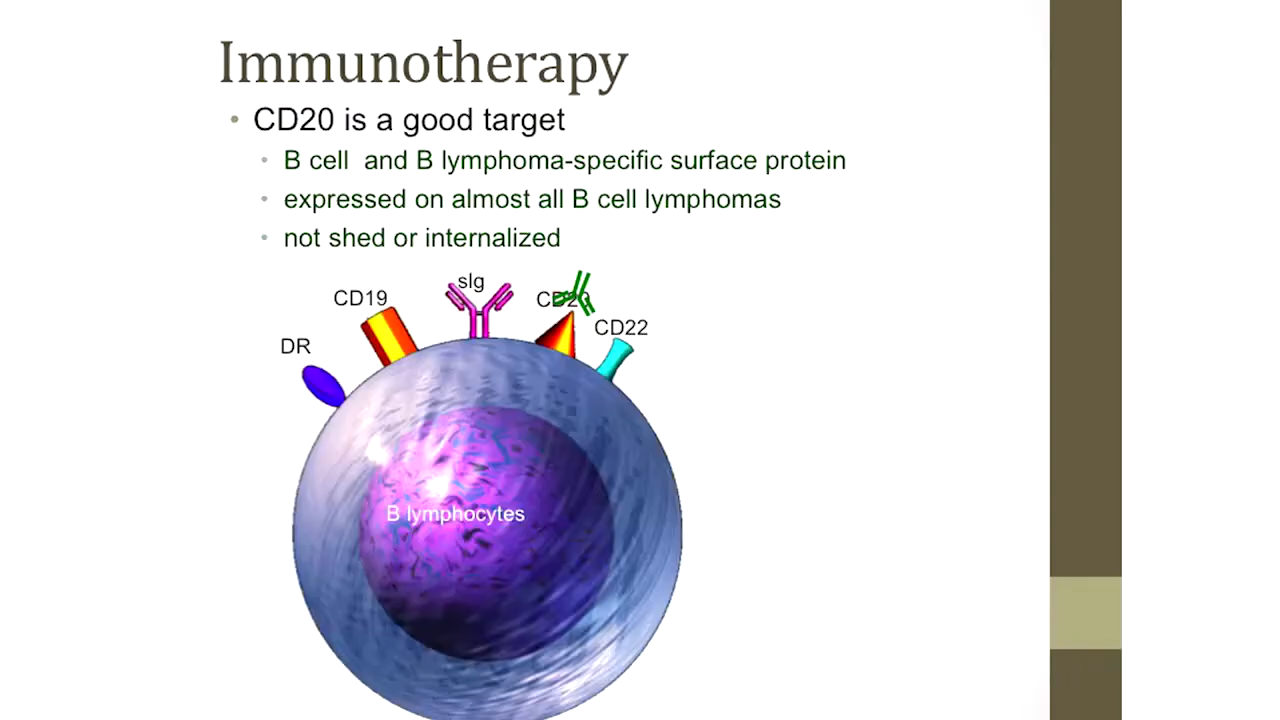 Immunotherapy
• CD20 is a good target
• B cell and B lymphoma-specific surface protein
• expressed on almost all B cell lymphomas
• not shed or internalized
sIg
CD19
CD20
CD22
DR
B lymphocytes